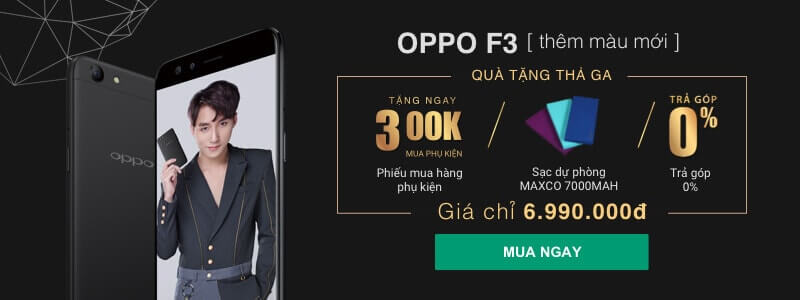 oppo
OPPO F3 [ thêm màu mới ]
QUÀ TẶNG THẢ GA
TẶNG NGAY
300K
MUA PHỤ KIỆN
Phiếu mua hàng
phụ kiện
Sạc dự phòng
MAXCO 7000MAH
TRẢ GÓP
0%
Trả góp
0%
Giá chỉ 6.990.000đ
MUA NGAY